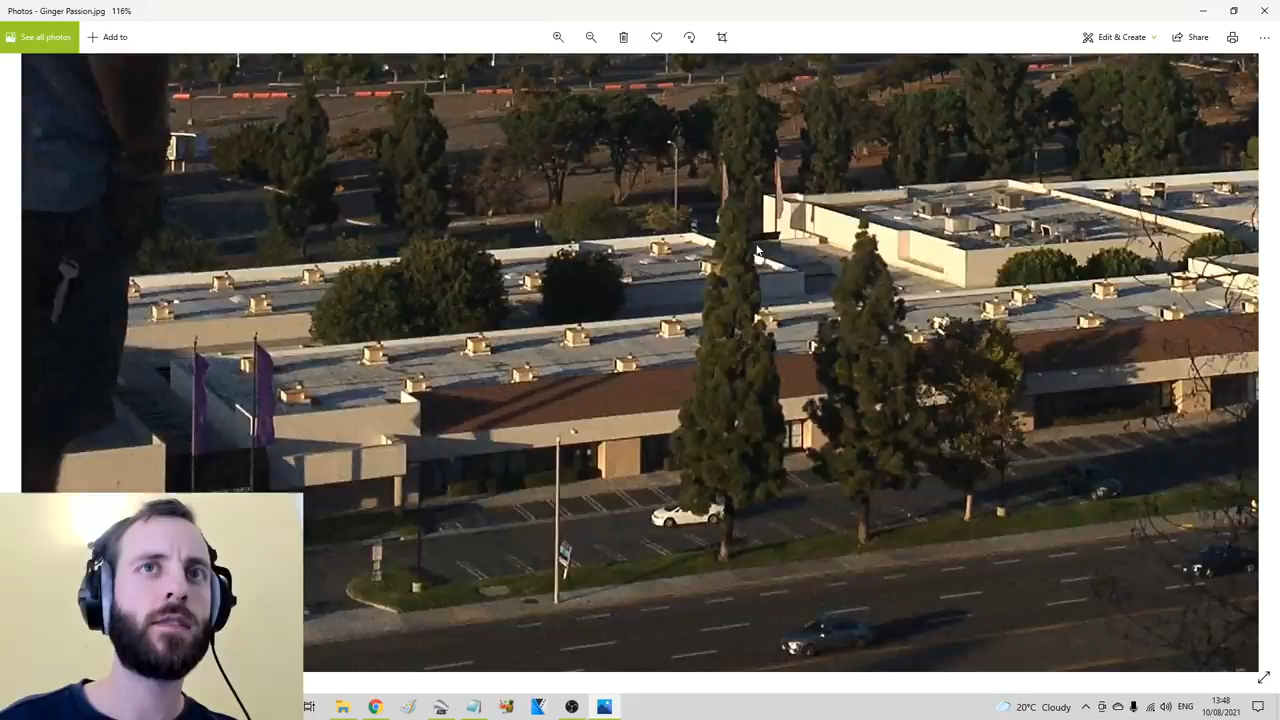 Photos - Ginger Passion.jpg 116%
See all photos
Add to
Edit & Create
Share
20°C Cloudy
ENG
13:48
10/08/2021